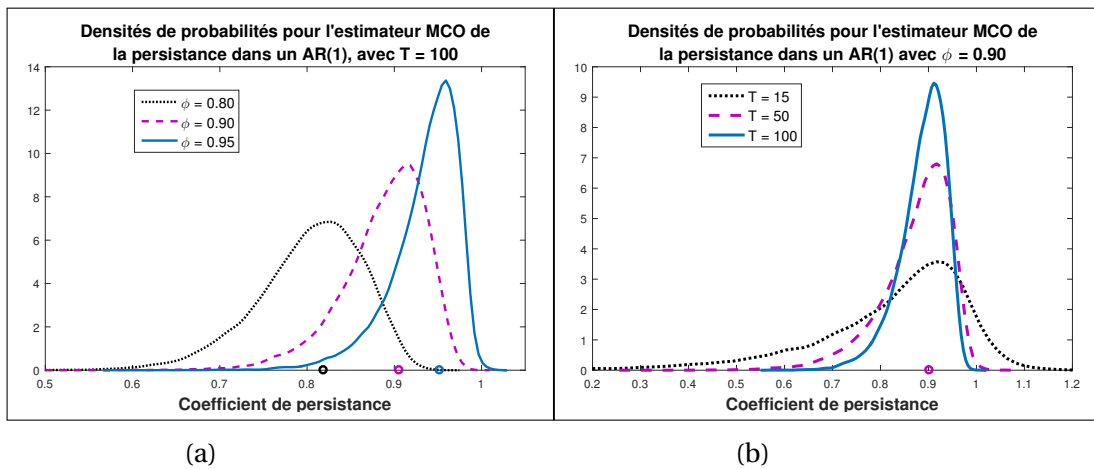 Densités de probabilités pour l'estimateur MCO de
la persistance dans un AR(1), avec T = 100
14
12
10
8
6
4
2
0
ϕ = 0.80
ϕ = 0.90
ϕ = 0.95
0.5 0.6 0.7 0.8 0.9 1
Coefficient de persistance
(a)
Densités de probabilités pour l'estimateur MCO de
la persistance dans un AR(1) avec ϕ = 0.90
10
9
8
7
6
5
4
3
2
1
0
T = 15
T = 50
T = 100
0.2 0.3 0.4 0.5 0.6 0.7 0.8 0.9 1 1.1 1.2
Coefficient de persistance
(b)